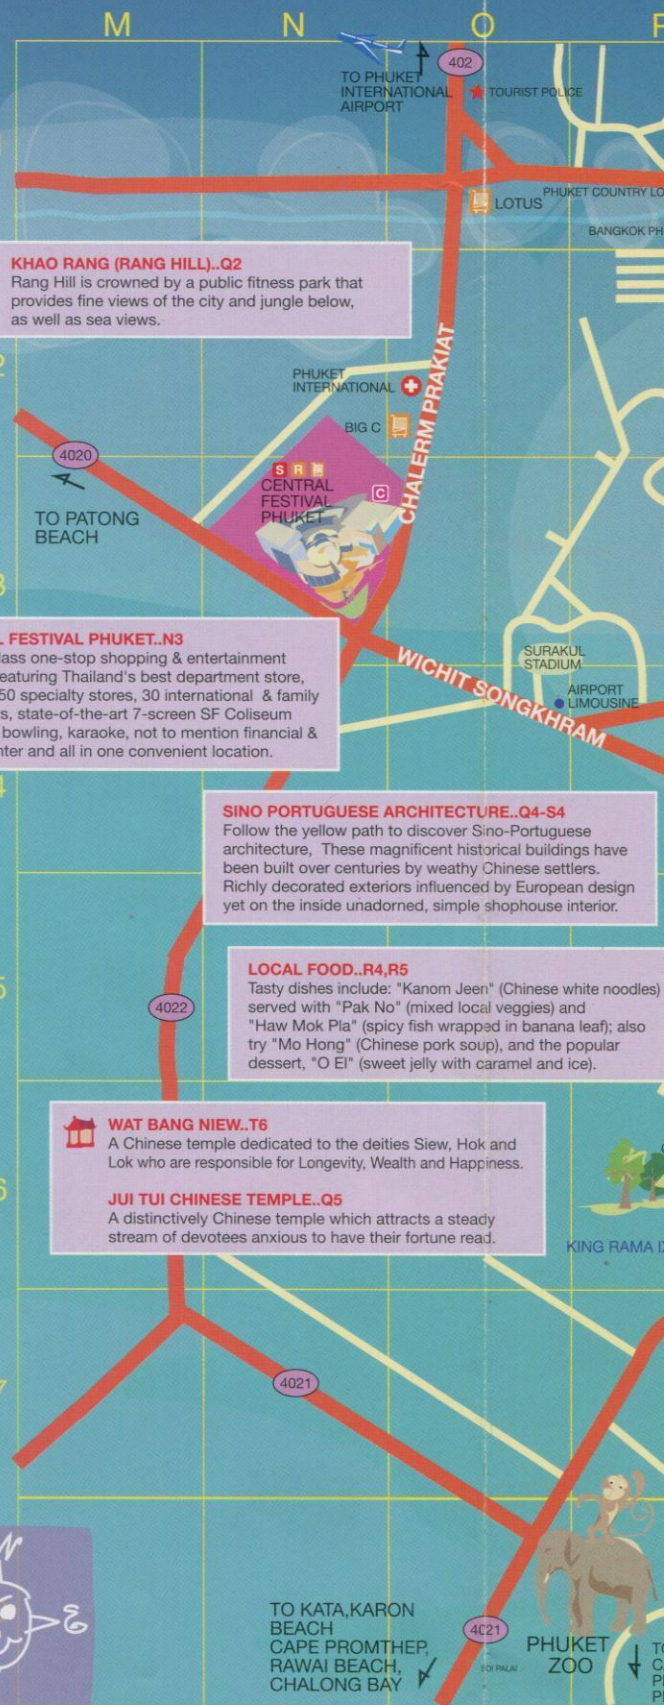 M N O P
TO PHUKET
INTERNATIONAL
AIRPORT
402
TOURIST POLICE
LOTUS
PHUKET COUNTRY LO
BANGKOK PH
KHAO RANG (RANG HILL)..Q2
Rang Hill is crowned by a public fitness park that
provides fine views of the city and jungle below,
as well as sea views.
2
PHUKET
INTERNATIONAL
BIG C
CHALERM PRAKIAT
4020
TO PATONG
BEACH
S R
CENTRAL
FESTIVAL
PHUKET
C
3
L FESTIVAL PHUKET..N3
lass one-stop shopping & entertainment
eaturing Thailand's best department store,
50 specialty stores, 30 international & family
s, state-of-the-art 7-screen SF Coliseum
bowling, karaoke, not to mention financial &
nter and all in one convenient location.
WICHIT SONGKHRAM
SURAKUL
STADIUM
AIRPORT
LIMOUSINE
4
SINO PORTUGUESE ARCHITECTURE..Q4-S4
Follow the yellow path to discover Sino-Portuguese
architecture, These magnificent historical buildings have
been built over centuries by weathy Chinese settlers.
Richly decorated exteriors influenced by European design
yet on the inside unadorned, simple shophouse interior.
5
4022
LOCAL FOOD..R4,R5
Tasty dishes include: "Kanom Jeen" (Chinese white noodles)
served with "Pak No" (mixed local veggies) and
"Haw Mok Pla" (spicy fish wrapped in banana leaf); also
try "Mo Hong" (Chinese pork soup), and the popular
dessert, "O El" (sweet jelly with caramel and ice).
WAT BANG NIEW..T6
A Chinese temple dedicated to the deities Siew, Hok and
Lok who are responsible for Longevity, Wealth and Happiness.
6
JUI TUI CHINESE TEMPLE..Q5
A distinctively Chinese temple which attracts a steady
stream of devotees anxious to have their fortune read.
KING RAMA IX
7
4021
N
E
TO KATA,KARON
BEACH
CAPE PROMTHEP,
RAWAI BEACH,
CHALONG BAY
4021
SOI PALAI
PHUKET
ZOO